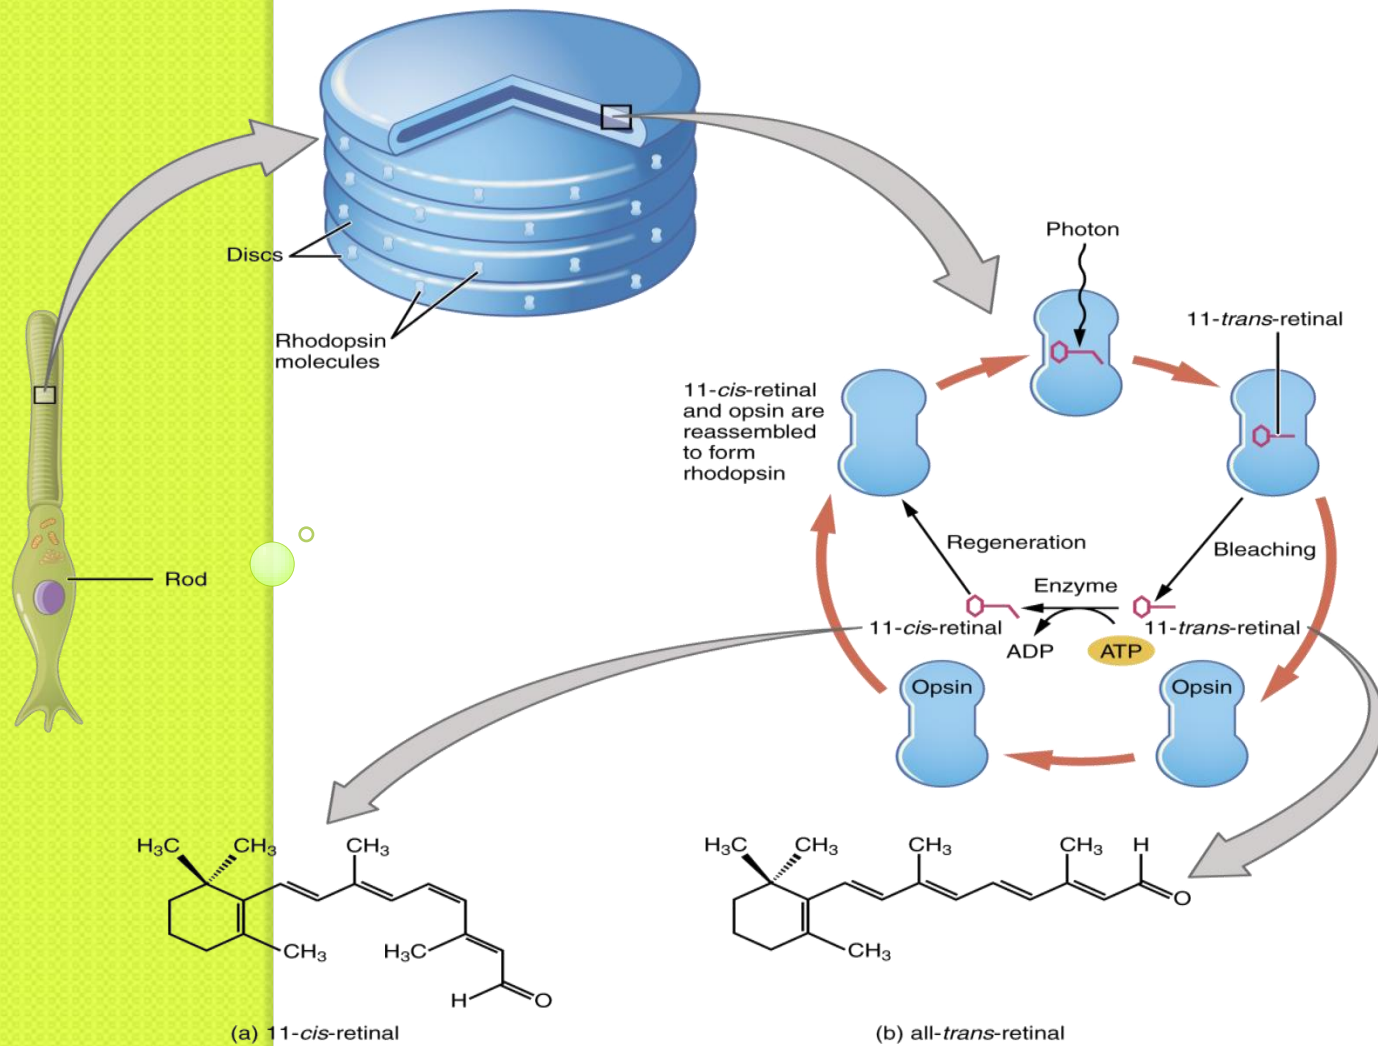 Discs
Rhodopsin
molecules
Rod
Photon
11-trans-retinal
11-cis-retinal
and opsin are
reassembled
to form
rhodopsin
Regeneration
Bleaching
Enzyme
11-cis-retinal
11-trans-retinal
ADP
ATP
Opsin
Opsin
H₃C
CH₃
CH₃
CH₃
H₃C
H
O
(a) 11-cis-retinal
H₃C
CH₃
CH₃
CH₃
H
O
CH₃
(b) all-trans-retinal